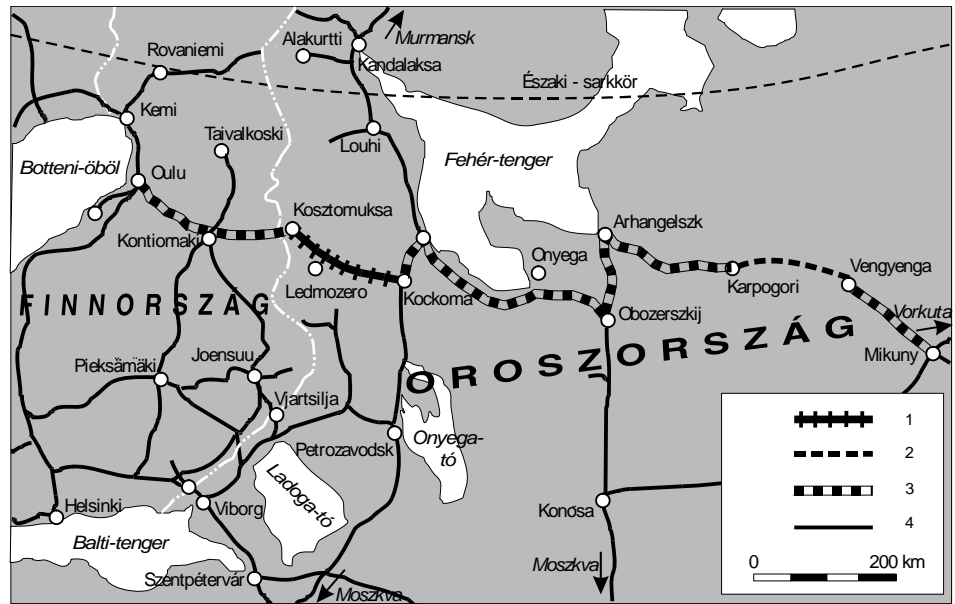 Murmansk
Alakurtti
Rovaniemi
Kandalaksa
Északi - sarkkör
Kemi
Taivalkoski
Louhi
Botteni-öböl
Fehér-tenger
Oulu
Kosztomuksa
Arhangelszk
Kontiomaki
Onyega
Ledmozero
Kockoma
Karpogori
Vengyenga
FINNORSZÁG
Vorkuta
Obozerszkij
OROSZORSZÁG
Mikuny
Joensuu
Pieksämäki
Vjartsilja
Petrozavodsk
Onyega-
tó
Ladoga-tó
Helsinki
Viborg
Konosa
Balti-tenger
Szentpétervár
Moszkva
Moszkva
1
2
3
4
0 200 km